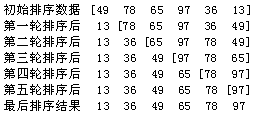 初始排序数据 [49 78 65 97 36 13]
第一轮排序后 13 [78 65 97 36 49]
第二轮排序后 13 36 [65 97 78 49]
第三轮排序后 13 36 49 [97 78 65]
第四轮排序后 13 36 49 65 [78 97]
第五轮排序后 13 36 49 65 78 [97]
最后排序结果 13 36 49 65 78 97